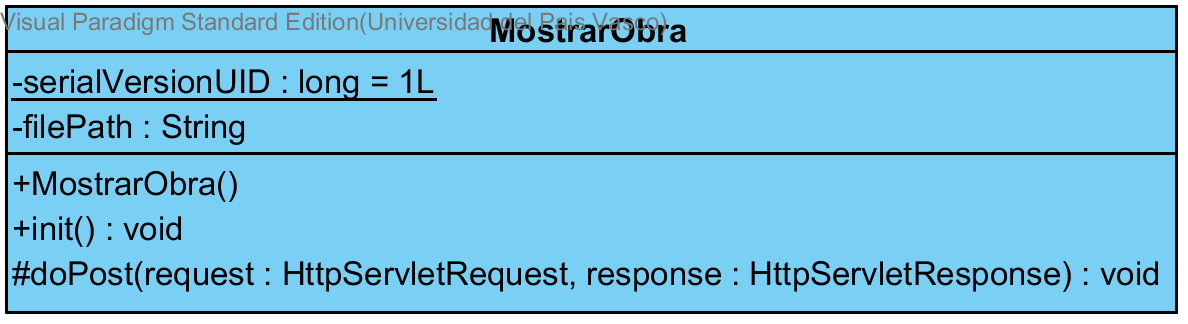 Visual Paradigm Standard Edition(Universidad del Pais Vasco)
MostrarObra
-serialVersionUID : long = 1L
-filePath : String
+MostrarObra()
+init() : void
#doPost(request : HttpServletRequest, response : HttpServletResponse) : void